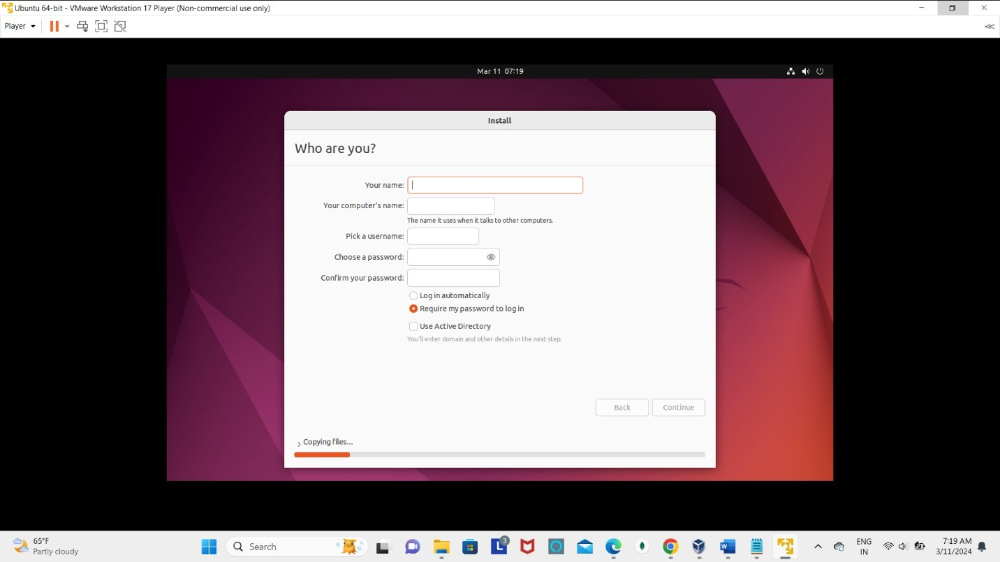 Ubuntu 64-bit - VMware Workstation 17 Player (Non-commercial use only)
Player
Mar 11 07:19
Install
Who are you?
Your name:
Your computer's name:
The name it uses when it talks to other computers.
Pick a username:
Choose a password:
Confirm your password:
Log in automatically
Require my password to log in
Use Active Directory
You'll enter domain and other details in the next step.
Back Continue
Copying files...
65°F
Partly cloudy
Search
L 3
W
ENG
IN
7:19 AM
3/11/2024